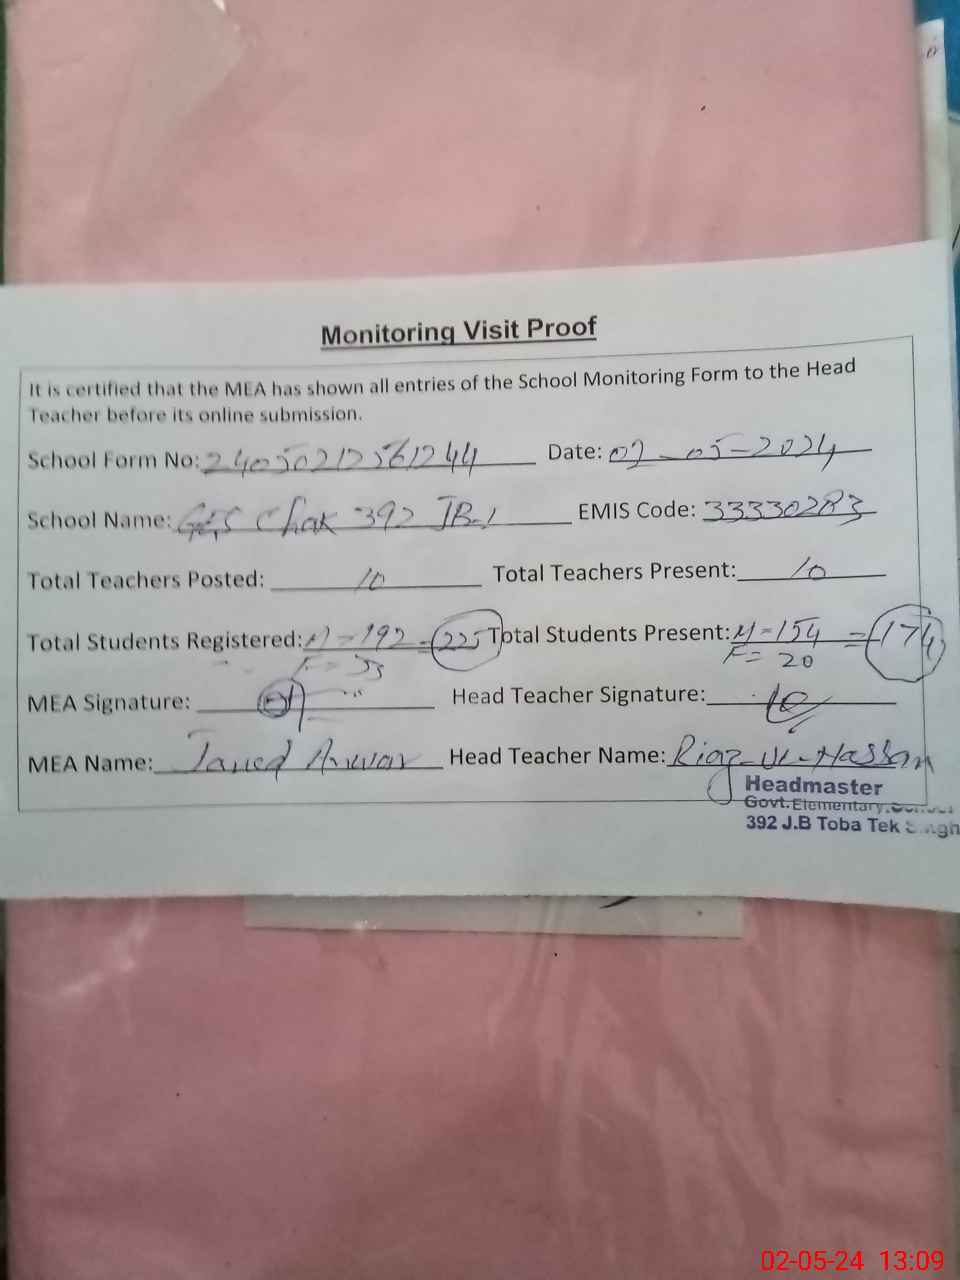 Monitoring Visit Proof
It is certified that the MEA has shown all entries of the School Monitoring Form to the Head
Teacher before its online submission.
School Form No: 24050212561244 Date: 02-05-2024
School Name: GES Chak 392 JB-1 EMIS Code: 33330283
Total Teachers Posted: 10 Total Teachers Present: 10
Total Students Registered: M-192 = 225 Total Students Present: M-154 = 174
F= 33 F= 20
MEA Signature: Head Teacher Signature:
MEA Name: Javed Anwar Head Teacher Name: Riaz-ul-Hassan
Headmaster
Govt. Elementary School
392 J.B Toba Tek Singh
02-05-24 13:09